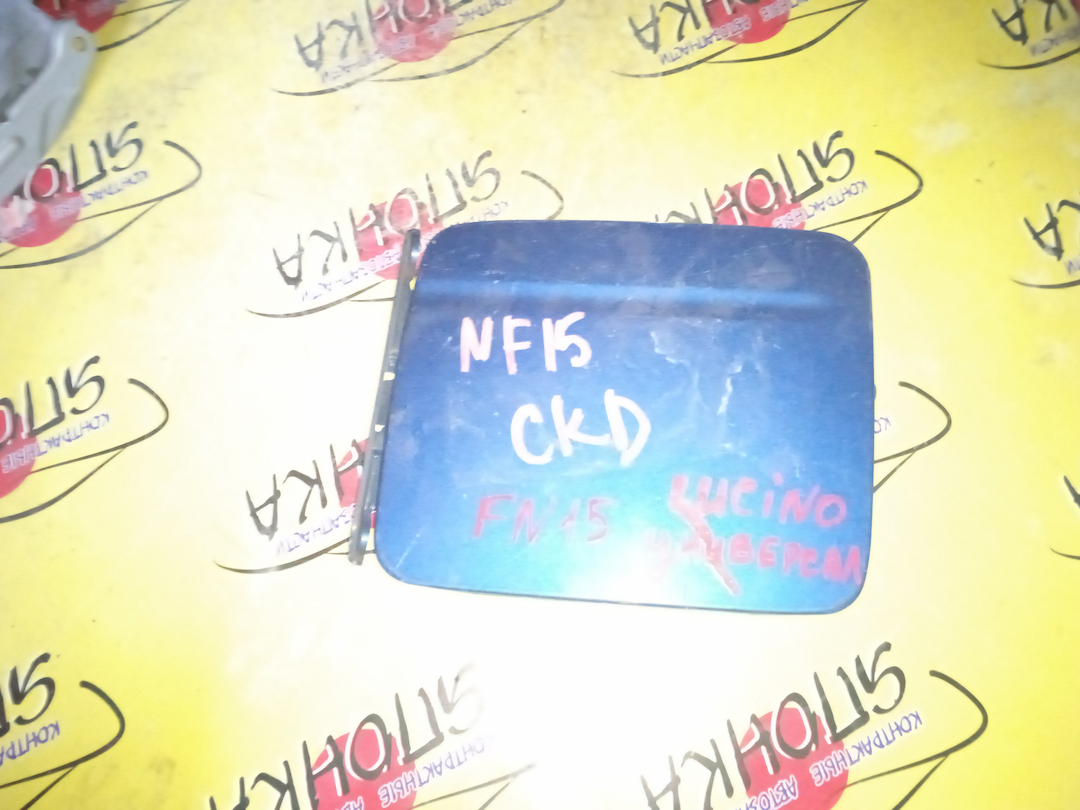 NF15
CKD
FN15 LUCiNO
УНИВЕРСАЛ
ЯПОНКА
КОНТРАКТНЫЕ
АВТОЗАПЧАСТИ